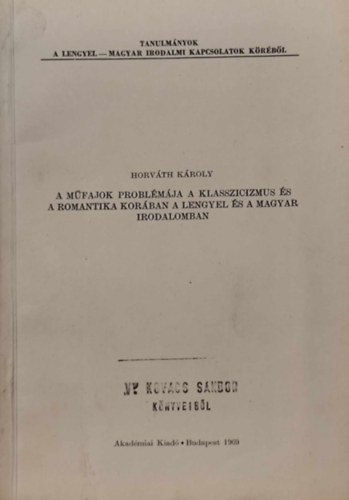 TANULMÁNYOK
A LENGYEL—MAGYAR IRODALMI KAPCSOLATOK KÖRÉBŐL
HORVÁTH KÁROLY
A MŰFAJOK PROBLÉMÁJA A KLASSZICIZMUS ÉS
A ROMANTIKA KORÁBAN A LENGYEL ÉS A MAGYAR
IRODALOMBAN
KOVÁCS SÁNDOR
KÖNYVEIBŐL
Akadémiai Kiadó • Budapest 1969